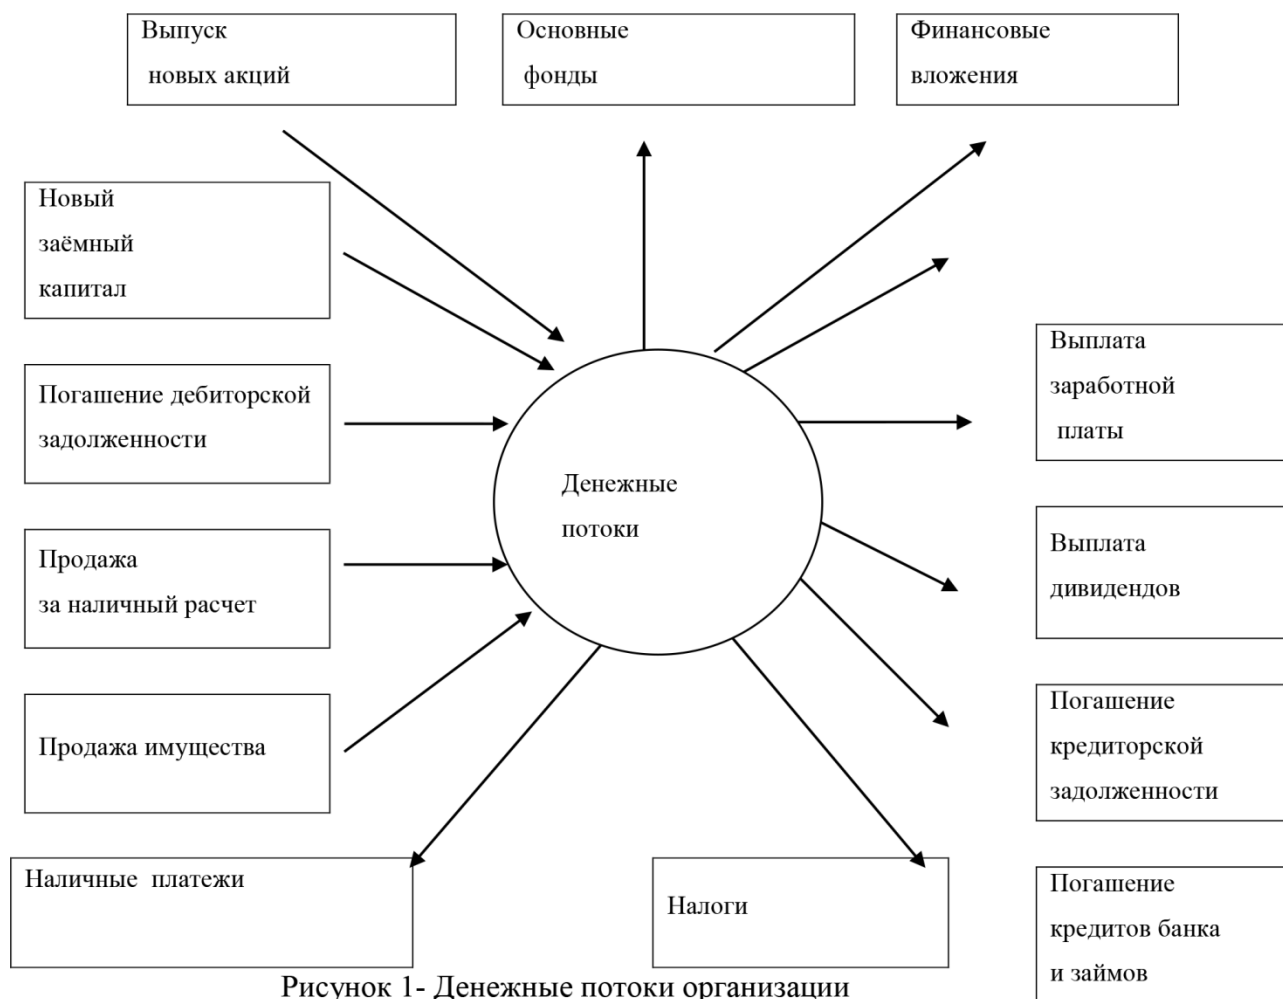 Выпуск
новых акций
Основные
фонды
Финансовые
вложения
Новый
заёмный
капитал
Погашение дебиторской
задолженности
Продажа
за наличный расчет
Продажа имущества
Наличные платежи
Денежные
потоки
Выплата
заработной
платы
Выплата
дивидендов
Погашение
кредиторской
задолженности
Налоги
Погашение
кредитов банка
и займов
Рисунок 1- Денежные потоки организации